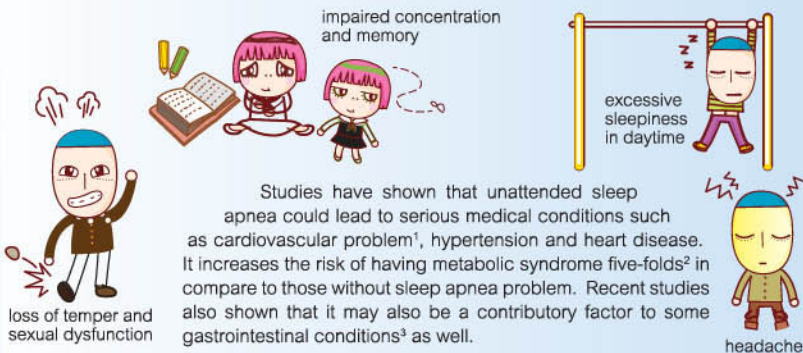 impaired concentration
and memory
excessive
sleepiness
in daytime
z
z
z
Studies have shown that unattended sleep
apnea could lead to serious medical conditions such
as cardiovascular problem¹, hypertension and heart disease.
It increases the risk of having metabolic syndrome five-folds² in
compare to those without sleep apnea problem. Recent studies
also shown that it may also be a contributory factor to some
gastrointestinal conditions³ as well.
loss of temper and
sexual dysfunction
headache